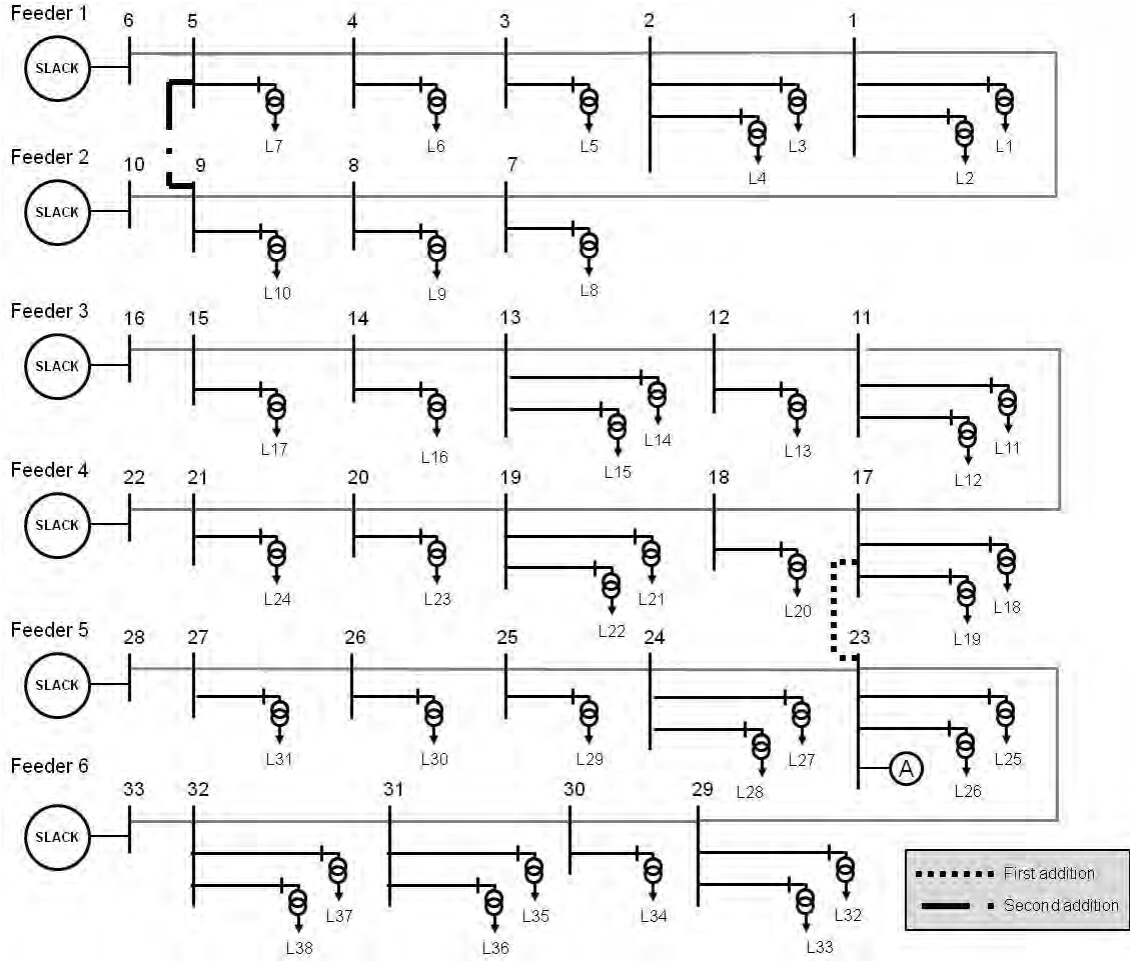 Feeder 1
6 5 4 3 2 1
SLACK
L7 L6 L5 L4 L3 L2 L1
Feeder 2
10 9 8 7
SLACK
L10 L9 L8
Feeder 3
16 15 14 13 12 11
SLACK
L17 L16 L15 L14 L13 L12 L11
Feeder 4
22 21 20 19 18 17
SLACK
L24 L23 L22 L21 L20 L19 L18
Feeder 5
28 27 26 25 24 23
SLACK
L31 L30 L29 L28 L27 L26 L25
A
Feeder 6
33 32 31 30 29
SLACK
L38 L37 L36 L35 L34 L33 L32
First addition
Second addition